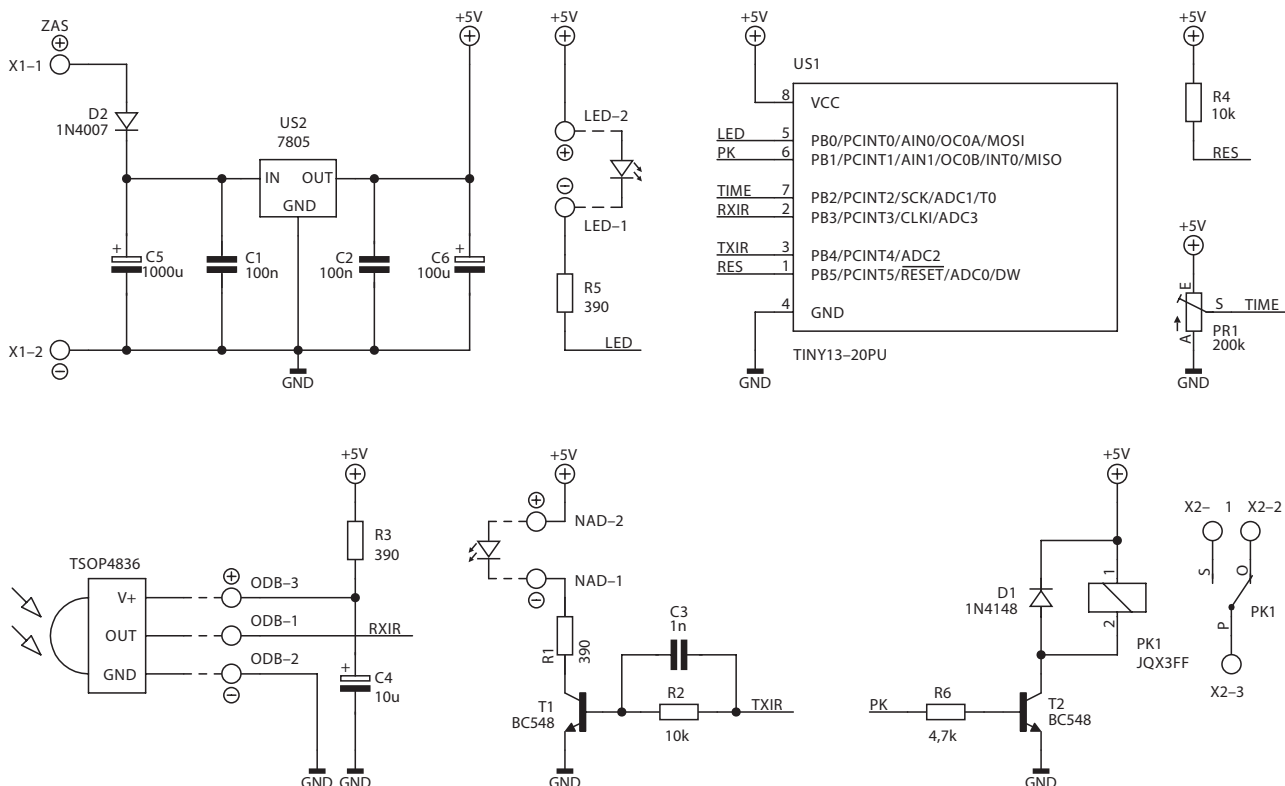 ZAS
X1–1
D2
1N4007
US2
7805
IN OUT
GND
+
C5
1000u
C1
100n
C2
100n
+
C6
100u
+5V
X1–2
GND
+5V
LED–2
LED–1
R5
390
LED
+5V
US1
8 VCC
LED 5 PB0/PCINT0/AIN0/OC0A/MOSI
PK 6 PB1/PCINT1/AIN1/OC0B/INT0/MISO
TIME 7 PB2/PCINT2/SCK/ADC1/T0
RXIR 2 PB3/PCINT3/CLKI/ADC3
TXIR 3 PB4/PCINT4/ADC2
RES 1 PB5/PCINT5/RESET/ADC0/DW
4 GND
TINY13–20PU
GND
+5V
R4
10k
RES
+5V
E
S
TIME
A
PR1
200k
GND
TSOP4836
V+
OUT
GND
ODB–3
ODB–1
ODB–2
+5V
R3
390
RXIR
+
C4
10u
GND
GND
+5V
NAD–2
NAD–1
R1
390
C3
1n
R2
10k
TXIR
T1
BC548
GND
PK
R6
4,7k
+5V
D1
1N4148
1
2
PK1
JQX3FF
T2
BC548
GND
X2– 1 X2–2
S
O
P
PK1
X2–3